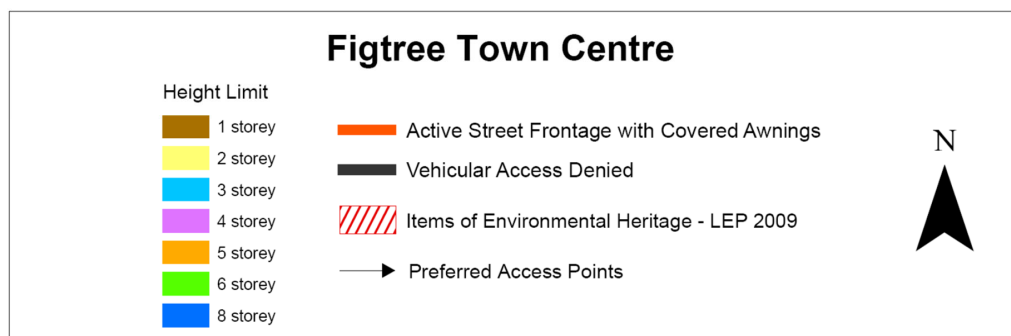 Figtree Town Centre
Height Limit
1 storey
2 storey
3 storey
4 storey
5 storey
6 storey
8 storey
Active Street Frontage with Covered Awnings
Vehicular Access Denied
Items of Environmental Heritage - LEP 2009
Preferred Access Points
N